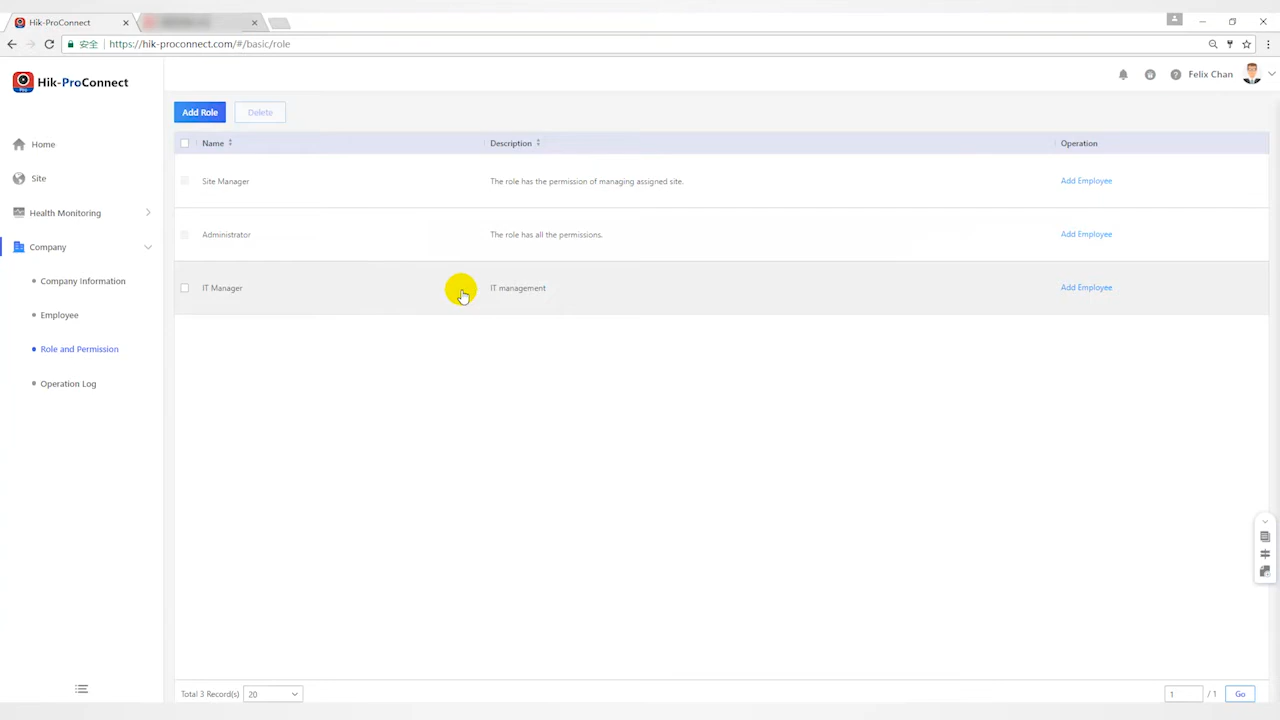 Hik-ProConnect
安全 https://hik-proconnect.com/#/basic/role
Hik-ProConnect
Felix Chan
Home
Site
Health Monitoring
Company
Company Information
Employee
Role and Permission
Operation Log
Add Role Delete
Name Description Operation
Site Manager The role has the permission of managing assigned site. Add Employee
Administrator The role has all the permissions. Add Employee
IT Manager IT management Add Employee
Total 3 Record(s) 20 1 / 1 Go